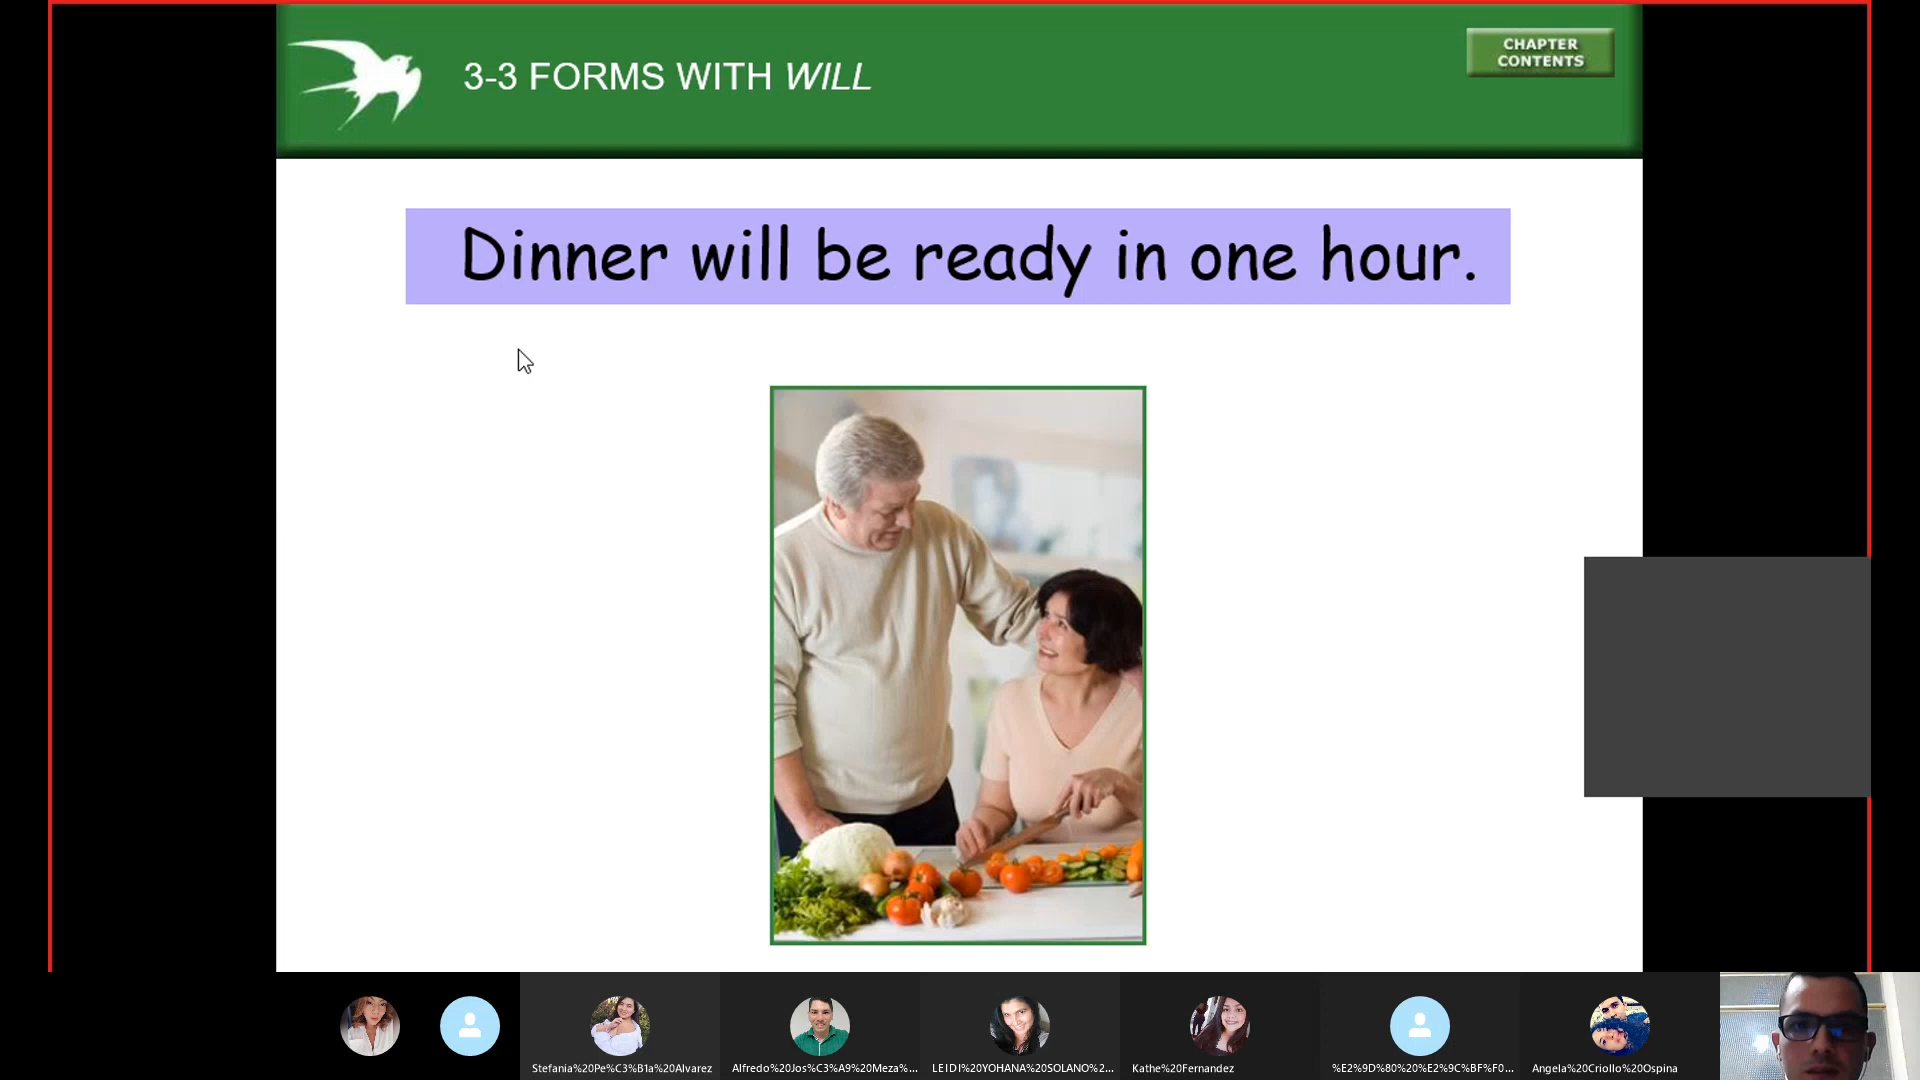 3-3 FORMS WITH WILL
CHAPTER
CONTENTS
Dinner will be ready in one hour.
Stefania%20Pe%C3%B1a%20Alvarez
Alfredo%20Jos%C3%A9%20Meza%...
LEIDI%20YOHANA%20SOLANO%2...
Kathe%20Fernandez
%E2%9D%80%20%E2%9C%BF%F0...
Angela%20Criollo%20Ospina